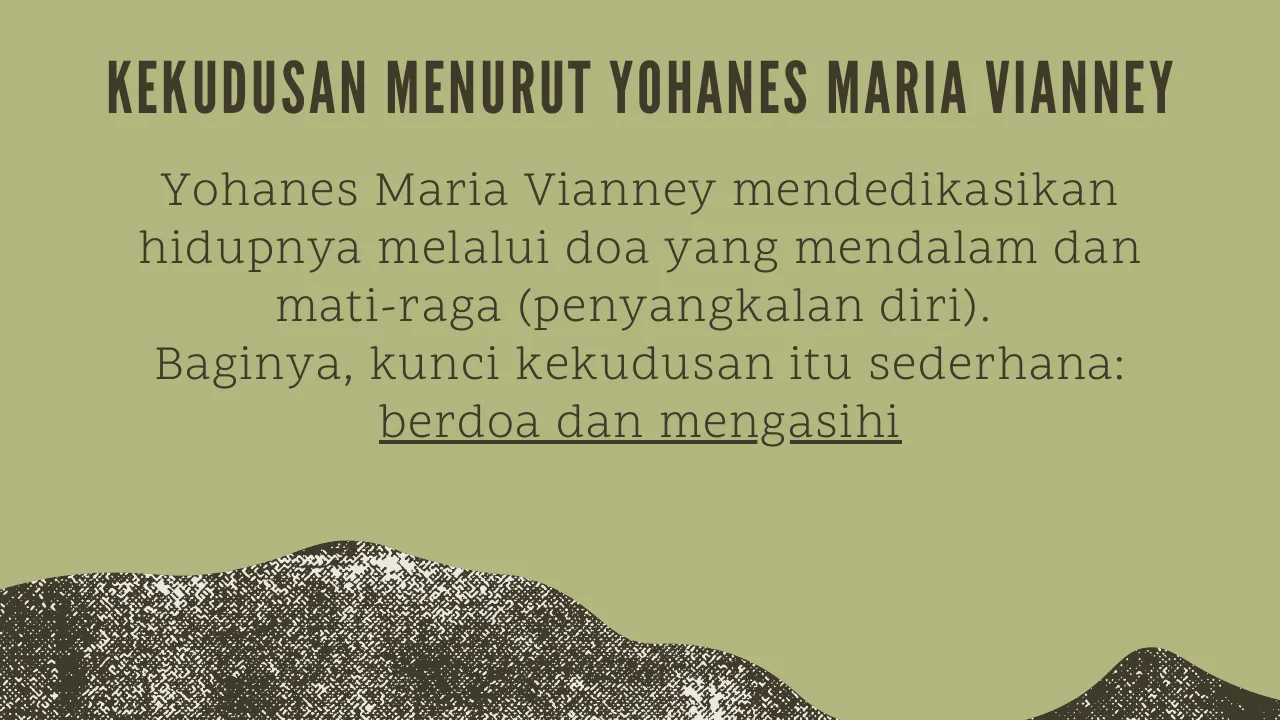 KEKUDUSAN MENURUT YOHANES MARIA VIANNEY
Yohanes Maria Vianney mendedikasikan
hidupnya melalui doa yang mendalam dan
mati-raga (penyangkalan diri).
Baginya, kunci kekudusan itu sederhana:
berdoa dan mengasihi